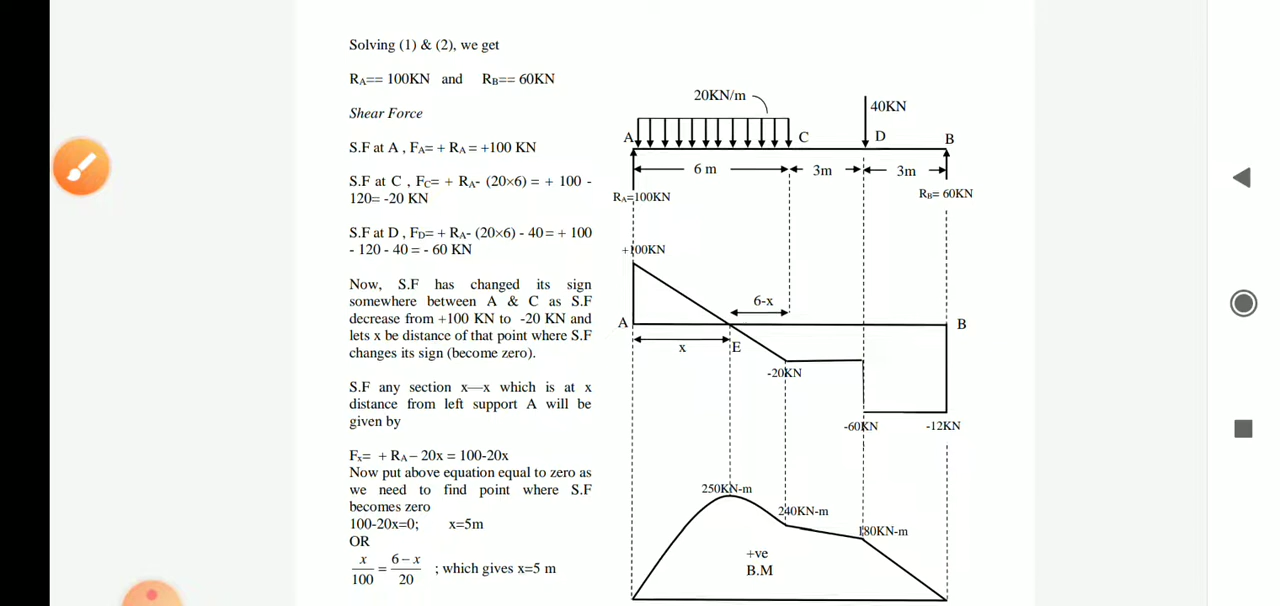 Solving (1) & (2), we get
RA== 100KN and RB== 60KN
Shear Force
S.F at A , FA= + RA = +100 KN
S.F at C , FC= + RA- (20×6) = + 100 -
120= -20 KN
S.F at D , FD= + RA- (20×6) - 40 = + 100
- 120 - 40 = - 60 KN
Now, S.F has changed its sign
somewhere between A & C as S.F
decrease from +100 KN to -20 KN and
lets x be distance of that point where S.F
changes its sign (become zero).
S.F any section x—x which is at x
distance from left support A will be
given by
Fx= + RA – 20x = 100-20x
Now put above equation equal to zero as
we need to find point where S.F
becomes zero
100-20x=0; x=5m
OR
x/100 = 6-x/20 ; which gives x=5 m
20KN/m
40KN
A C D B
6 m 3m 3m
RA=100KN RB= 60KN
+100KN
6-x
A B
x E
-20KN
-60KN -12KN
250KN-m
240KN-m
180KN-m
+ve
B.M